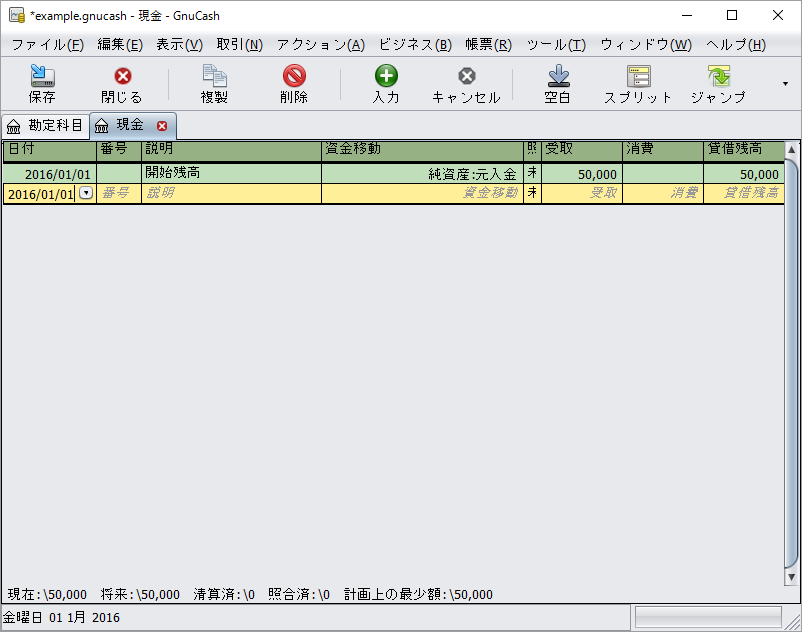 *example.gnucash - 現金 - GnuCash
ファイル(F) 編集(E) 表示(V) 取引(N) アクション(A) ビジネス(B) 帳票(R) ツール(T) ウィンドウ(W) ヘルプ(H)
保存 閉じる 複製 削除 入力 キャンセル 空白 スプリット ジャンプ
勘定科目 現金
日付 番号 説明 資金移動 照 受取 消費 貸借残高
2016/01/01 開始残高 純資産:元入金 未 50,000 50,000
2016/01/01 番号 説明 資金移動 未 受取 消費 貸借残高
現在:\50,000 将来:\50,000 清算済:\0 照合済:\0 計画上の最少額:\50,000
金曜日 01 1月 2016